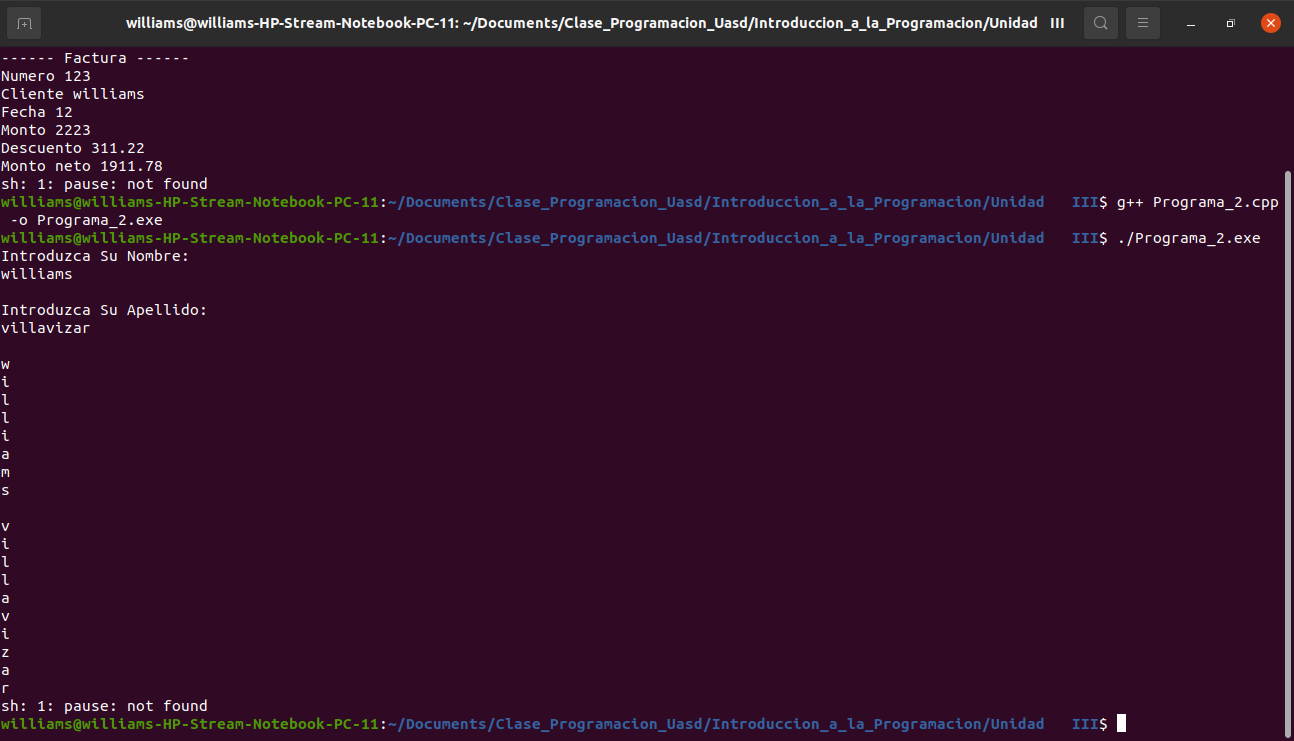 williams@williams-HP-Stream-Notebook-PC-11: ~/Documents/Clase_Programacion_Uasd/Introduccion_a_la_Programacion/Unidad   III
------ Factura ------
Numero 123
Cliente williams
Fecha 12
Monto 2223
Descuento 311.22
Monto neto 1911.78
sh: 1: pause: not found
williams@williams-HP-Stream-Notebook-PC-11:~/Documents/Clase_Programacion_Uasd/Introduccion_a_la_Programacion/Unidad   III$ g++ Programa_2.cpp
 -o Programa_2.exe
williams@williams-HP-Stream-Notebook-PC-11:~/Documents/Clase_Programacion_Uasd/Introduccion_a_la_Programacion/Unidad   III$ ./Programa_2.exe
Introduzca Su Nombre:
williams

Introduzca Su Apellido:
villavizar

w
i
l
l
i
a
m
s

v
i
l
l
a
v
i
z
a
r
sh: 1: pause: not found
williams@williams-HP-Stream-Notebook-PC-11:~/Documents/Clase_Programacion_Uasd/Introduccion_a_la_Programacion/Unidad   III$